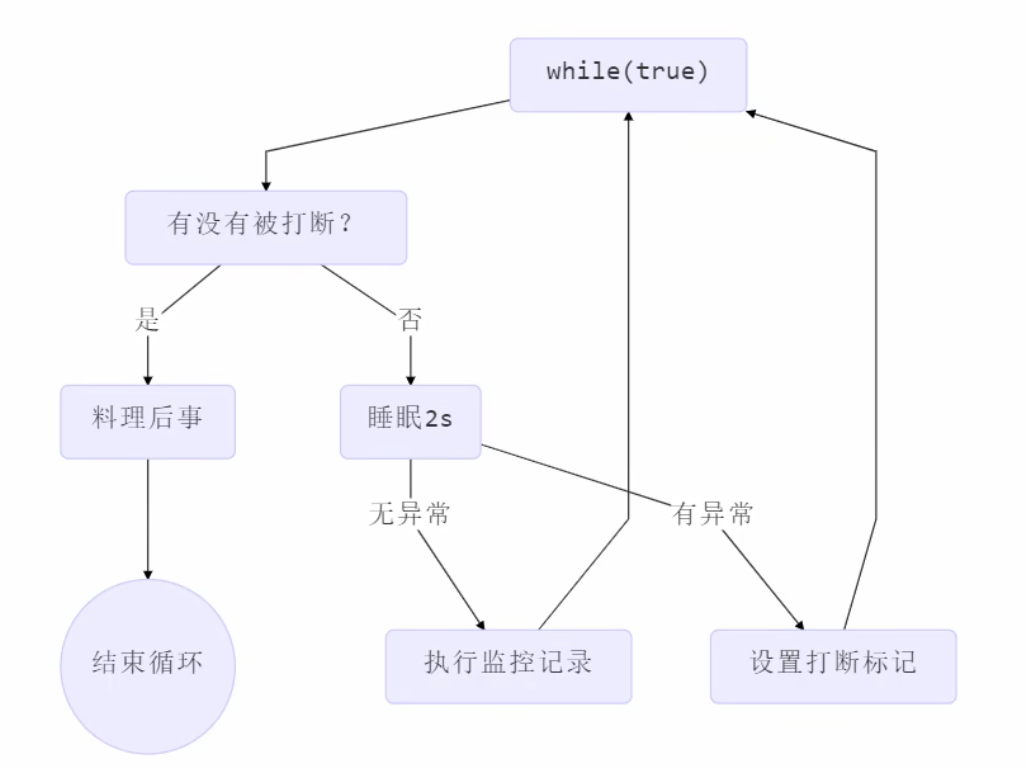 while(true)
有没有被打断？
是
否
料理后事
睡眠2s
无异常
有异常
结束循环
执行监控记录
设置打断标记